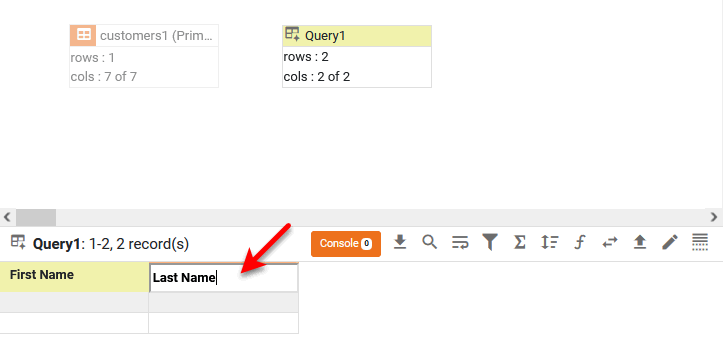 customers1 (Prim...
rows : 1
cols : 7 of 7
Query1
rows : 2
cols : 2 of 2
Query1: 1-2, 2 record(s)
Console 0
First Name
Last Name